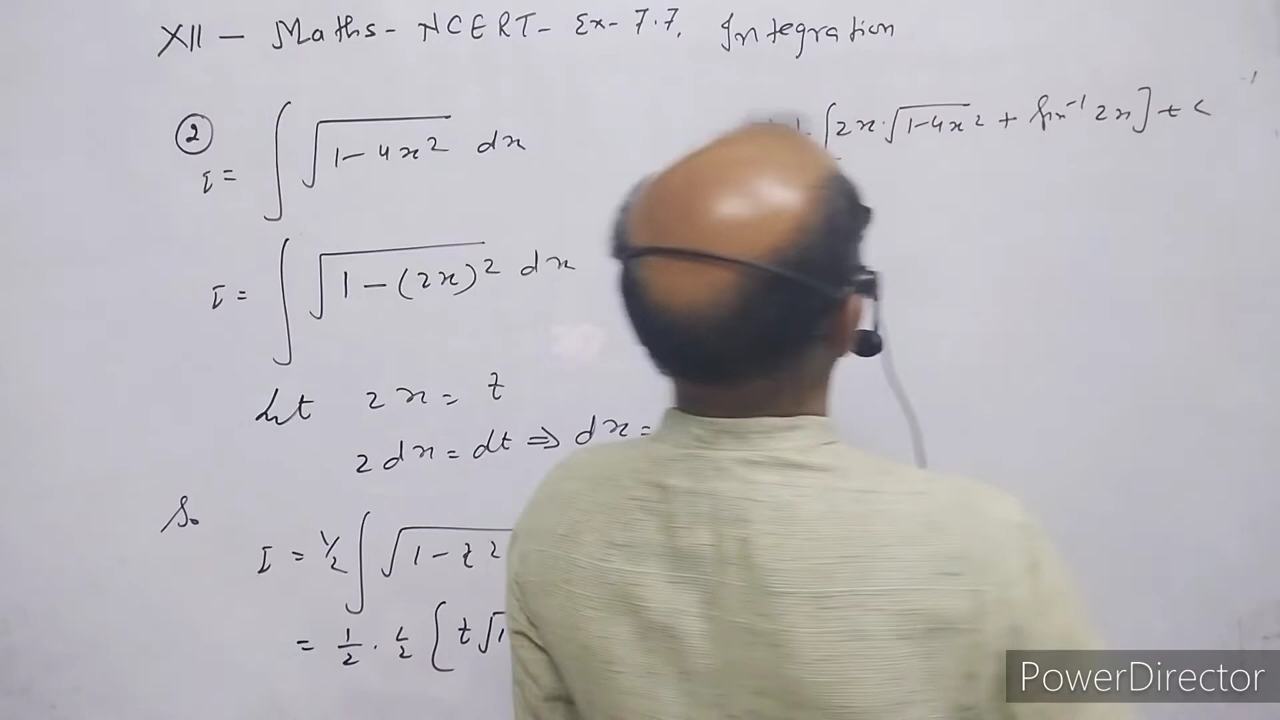 XII - Maths - NCERT - Ex- 7.7. Integration
② I = ∫ √(1-4x²) dx
I = ∫ √(1-(2x)²) dx
Let 2x = t
2dx = dt ⇒ dx =
So
I = 1/2 ∫ √(1-t²
= 1/2 · 1/2 [t√1
[2x·√(1-4x²) + sin⁻¹ 2x] + c
PowerDirector